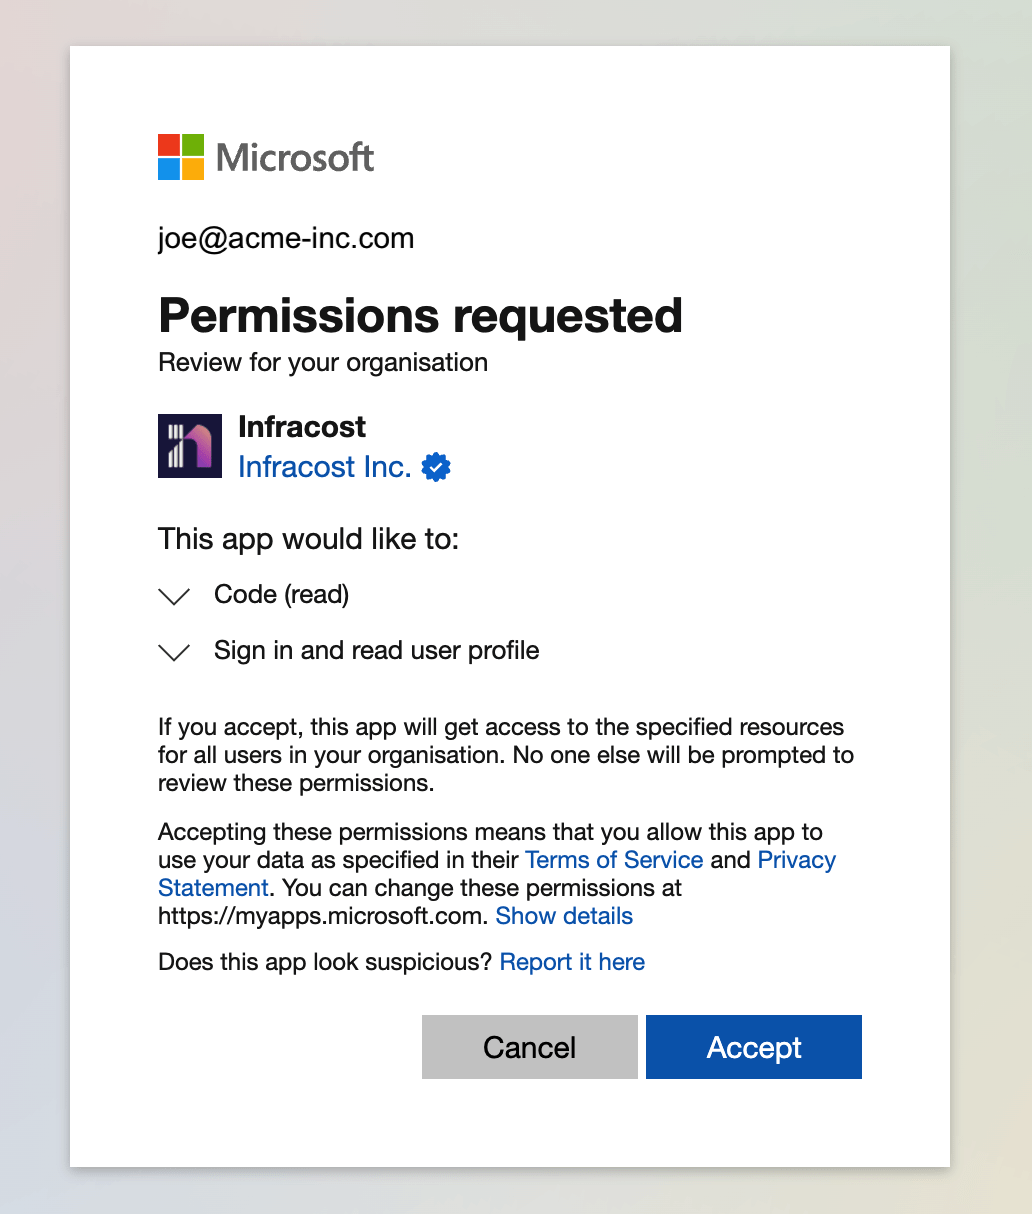 Microsoft
joe@acme-inc.com
Permissions requested
Review for your organisation
Infracost
Infracost Inc.
This app would like to:
Code (read)
Sign in and read user profile
If you accept, this app will get access to the specified resources
for all users in your organisation. No one else will be prompted to
review these permissions.
Accepting these permissions means that you allow this app to
use your data as specified in their Terms of Service and Privacy
Statement. You can change these permissions at
https://myapps.microsoft.com. Show details
Does this app look suspicious? Report it here
Cancel Accept